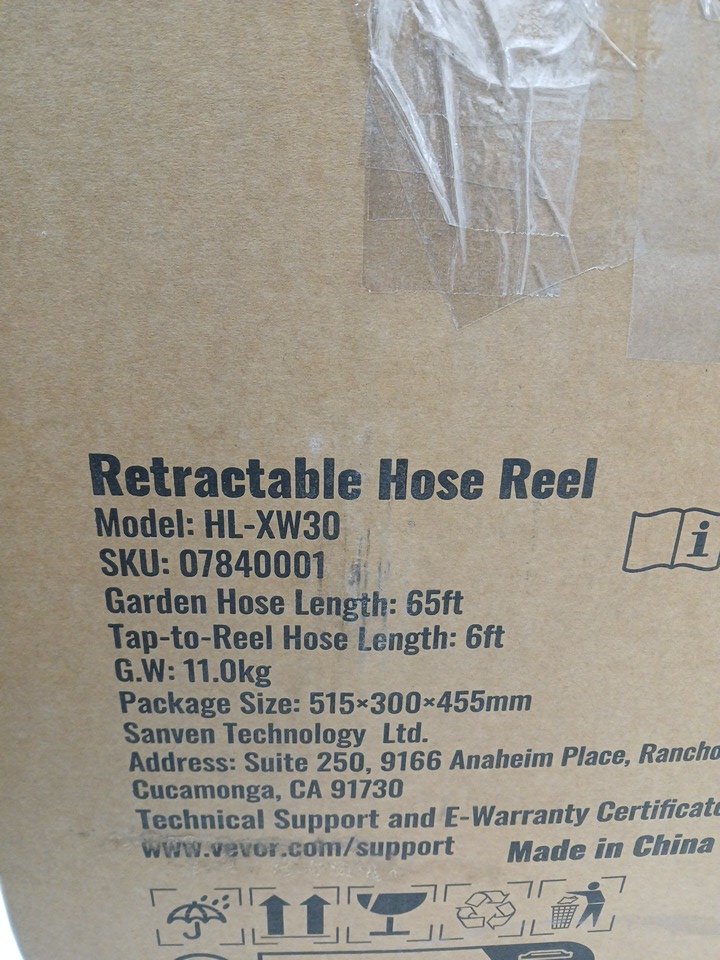 Retractable Hose Reel
Model: HL-XW30
SKU: 07840001
Garden Hose Length: 65ft
Tap-to-Reel Hose Length: 6ft
G.W: 11.0kg
Package Size: 515×300×455mm
Sanven Technology Ltd.
Address: Suite 250, 9166 Anaheim Place, Rancho
Cucamonga, CA 91730
Technical Support and E-Warranty Certificate
www.vevor.com/support
Made in China
i